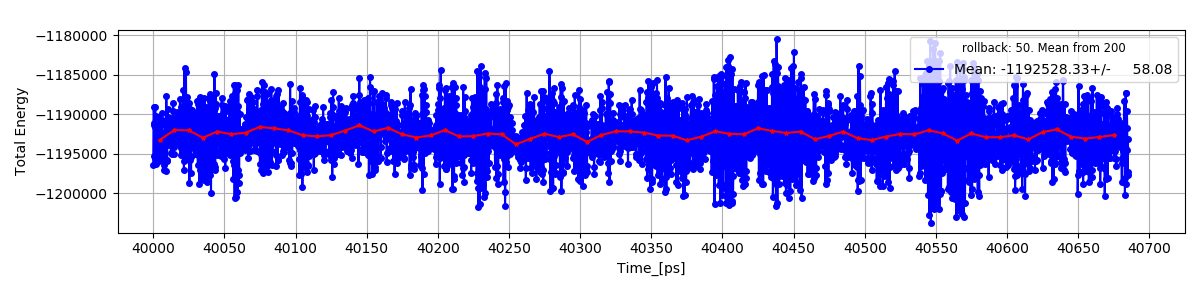 −1180000
−1185000
−1190000
−1195000
−1200000
Total Energy
rollback: 50. Mean from 200
Mean: -1192528.33+/-     58.08
40000 40050 40100 40150 40200 40250 40300 40350 40400 40450 40500 40550 40600 40650 40700
Time_[ps]